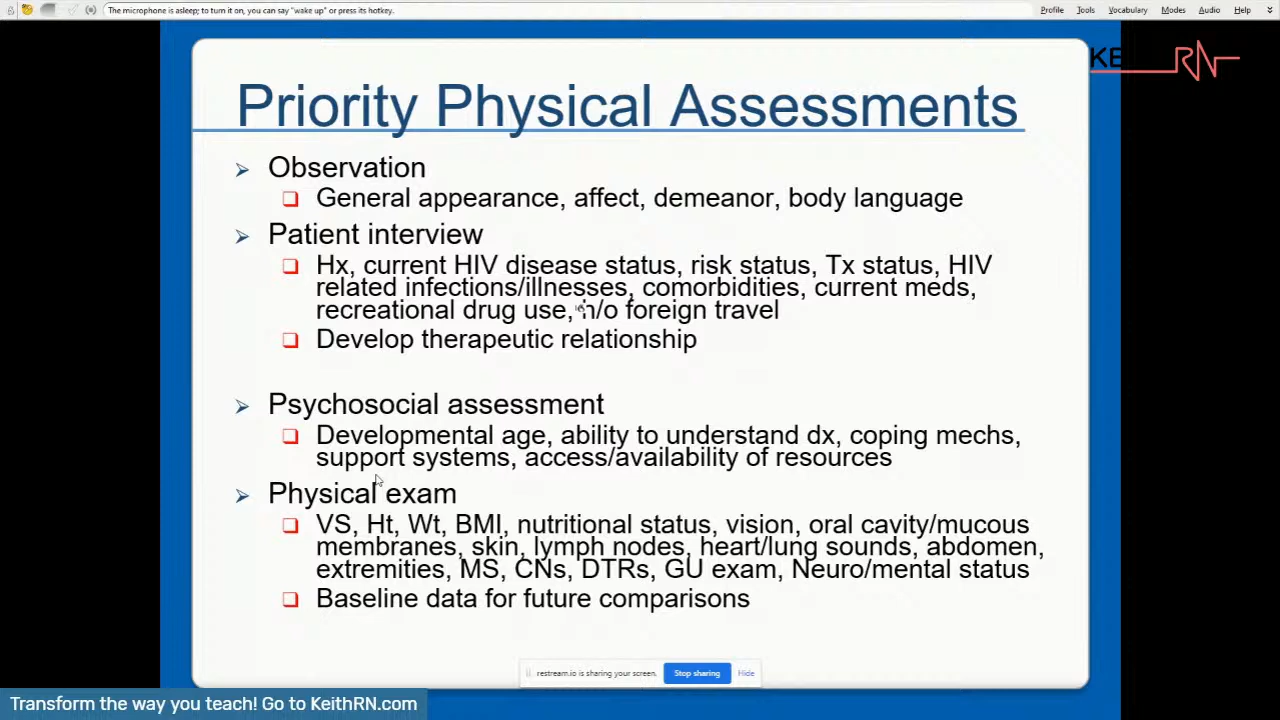 The microphone is asleep; to turn it on, you can say "wake up" or press its hotkey.
Profile Tools Vocabulary Modes Audio Help
KE RN
Priority Physical Assessments
Observation
General appearance, affect, demeanor, body language
Patient interview
Hx, current HIV disease status, risk status, Tx status, HIV
related infections/illnesses, comorbidities, current meds,
recreational drug use, h/o foreign travel
Develop therapeutic relationship
Psychosocial assessment
Developmental age, ability to understand dx, coping mechs,
support systems, access/availability of resources
Physical exam
VS, Ht, Wt, BMI, nutritional status, vision, oral cavity/mucous
membranes, skin, lymph nodes, heart/lung sounds, abdomen,
extremities, MS, CNs, DTRs, GU exam, Neuro/mental status
Baseline data for future comparisons
restream.io is sharing your screen. Stop sharing Hide
Transform the way you teach! Go to KeithRN.com